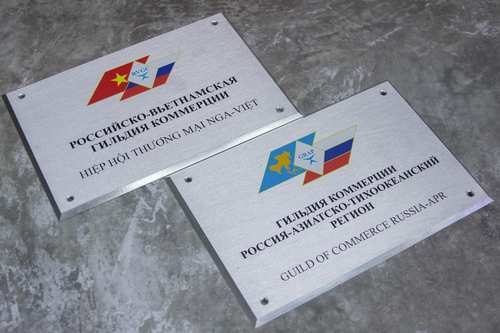 РОССИЙСКО-ВЬЕТНАМСКАЯ
ГИЛЬДИЯ КОММЕРЦИИ
HIỆP HỘI THƯƠNG MẠI NGA-VIỆT
ГИЛЬДИЯ КОММЕРЦИИ
РОССИЯ-АЗИАТСКО-ТИХООКЕАНСКИЙ
РЕГИОН
GUILD OF COMMERCE RUSSIA-APR